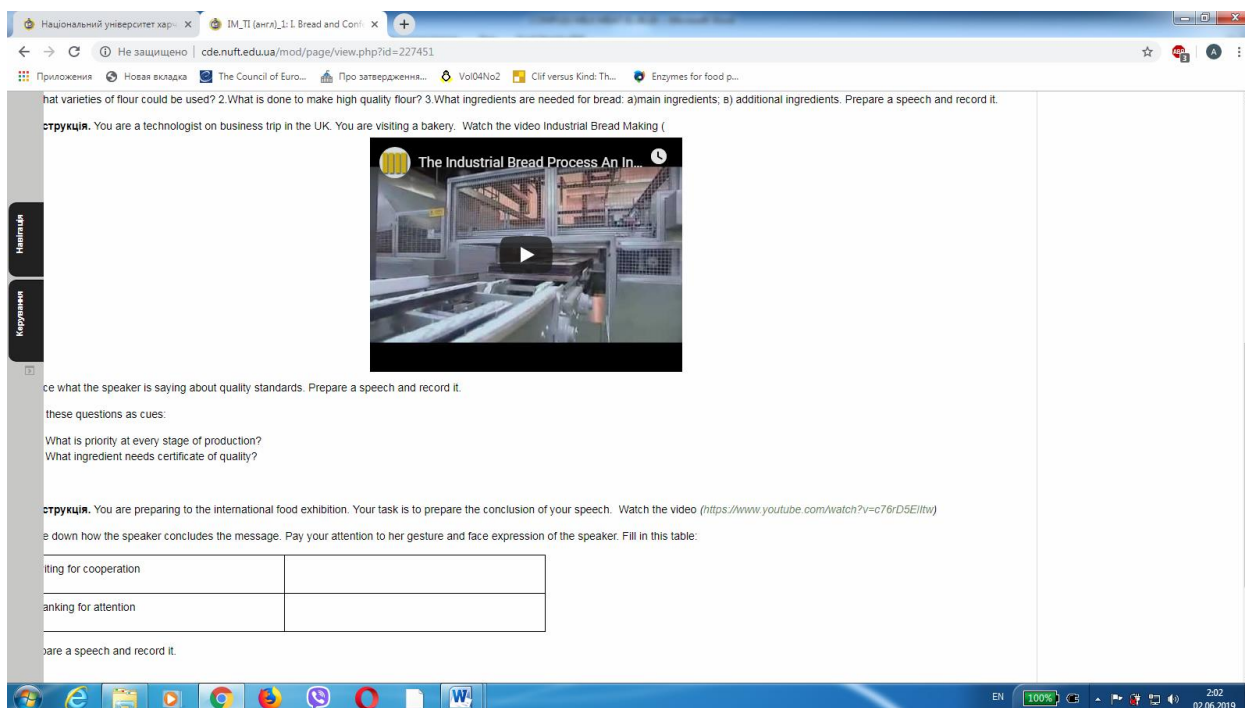 Національний університет харч
IM_TI (англ)_1: I. Bread and Confe
Не защищено | cde.nuft.edu.ua/mod/page/view.php?id=227451
Приложения Новая вкладка The Council of Euro... Про затвердження... Vol04No2 Clif versus Kind: Th... Enzymes for food p...
hat varieties of flour could be used? 2.What is done to make high quality flour? 3.What ingredients are needed for bread: a)main ingredients; в) additional ingredients. Prepare a speech and record it.
струкція. You are a technologist on business trip in the UK. You are visiting a bakery. Watch the video Industrial Bread Making (
The Industrial Bread Process An In...
Навігація
Керування
ce what the speaker is saying about quality standards. Prepare a speech and record it.
these questions as cues:
What is priority at every stage of production?
What ingredient needs certificate of quality?
струкція. You are preparing to the international food exhibition. Your task is to prepare the conclusion of your speech. Watch the video (https://www.youtube.com/watch?v=c76rD5EIltw)
e down how the speaker concludes the message. Pay your attention to her gesture and face expression of the speaker. Fill in this table:
iting for cooperation
anking for attention
pare a speech and record it.
EN 100% 2:02
02.06.2019